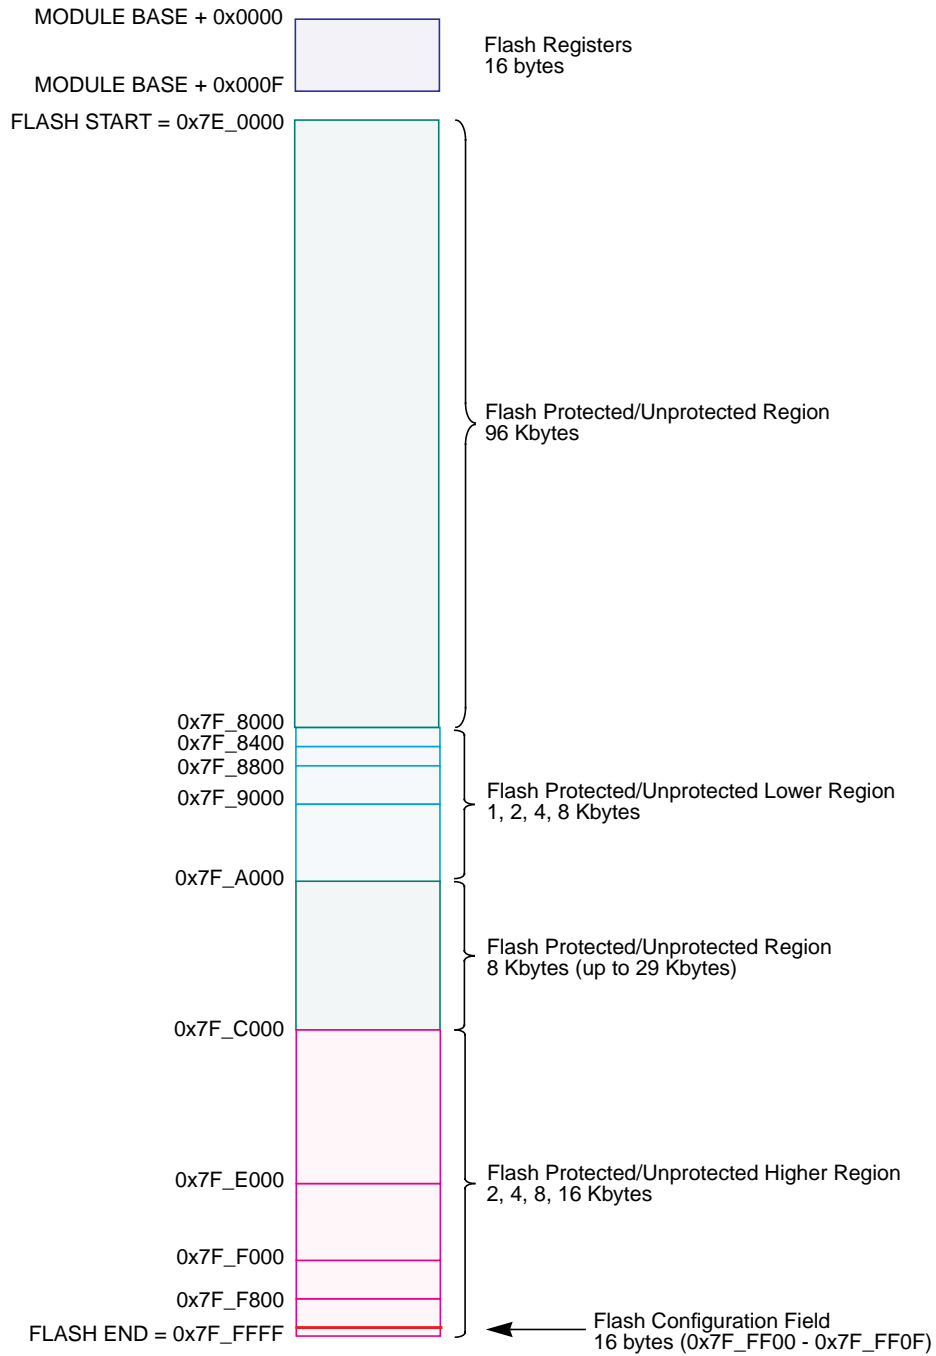 MODULE BASE + 0x0000
Flash Registers
16 bytes
MODULE BASE + 0x000F
FLASH START = 0x7E_0000
Flash Protected/Unprotected Region
96 Kbytes
0x7F_8000
0x7F_8400
0x7F_8800
0x7F_9000
Flash Protected/Unprotected Lower Region
1, 2, 4, 8 Kbytes
0x7F_A000
Flash Protected/Unprotected Region
8 Kbytes (up to 29 Kbytes)
0x7F_C000
Flash Protected/Unprotected Higher Region
2, 4, 8, 16 Kbytes
0x7F_E000
0x7F_F000
0x7F_F800
FLASH END = 0x7F_FFFF
Flash Configuration Field
16 bytes (0x7F_FF00 - 0x7F_FF0F)